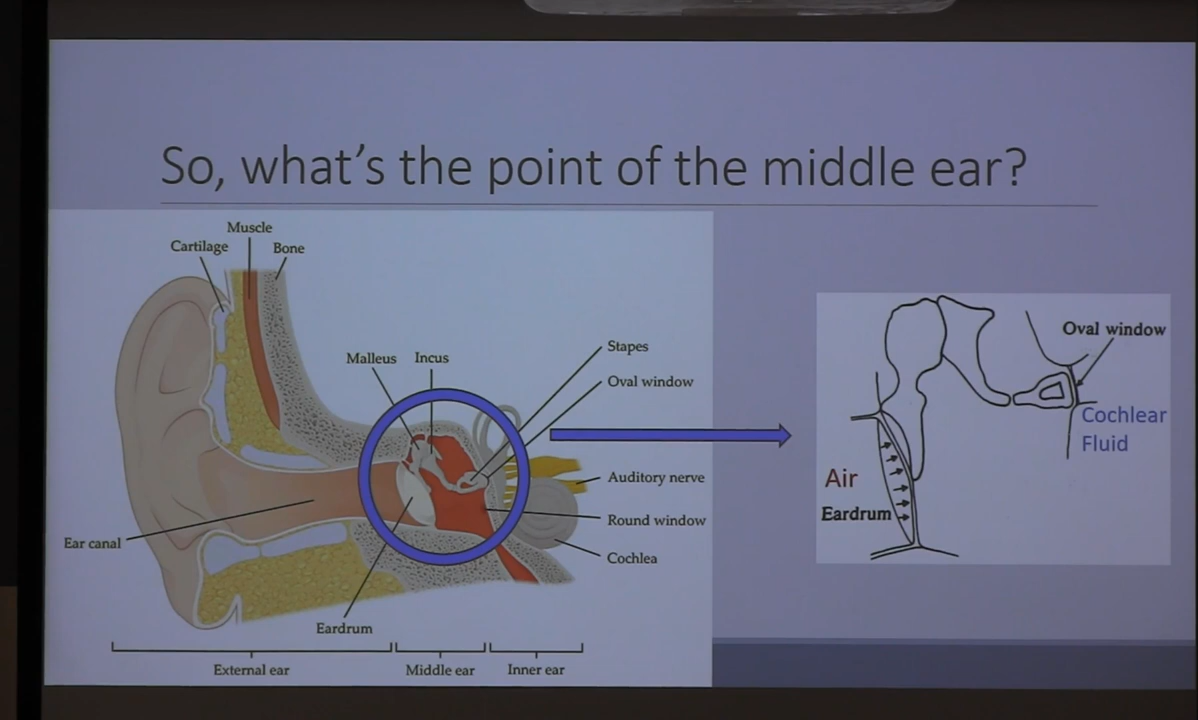 So, what's the point of the middle ear?
Muscle
Cartilage
Bone
Malleus
Incus
Stapes
Oval window
Auditory nerve
Round window
Cochlea
Ear canal
Eardrum
External ear
Middle ear
Inner ear
Oval window
Cochlear
Fluid
Air
Eardrum